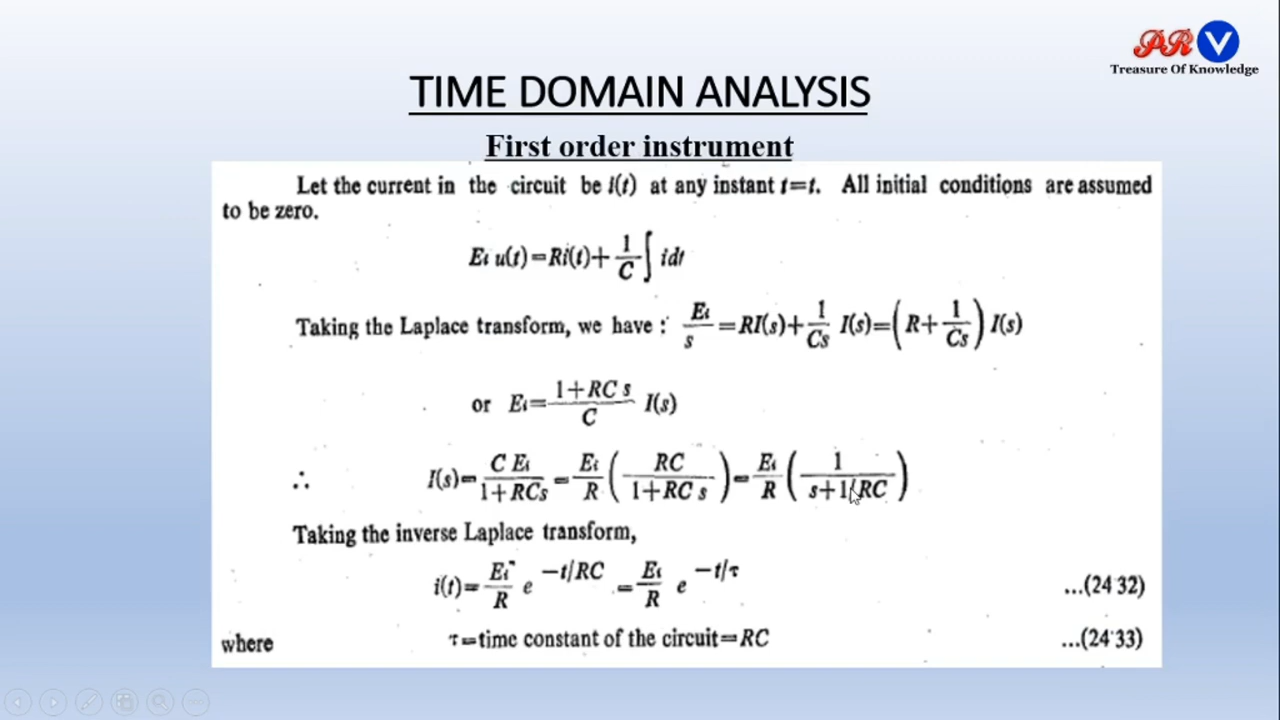 PR V
Treasure Of Knowledge
TIME DOMAIN ANALYSIS
First order instrument
Let the current in the circuit be i(t) at any instant t=t. All initial conditions are assumed
to be zero.
Eᵢ u(t)=Ri(t)+ 1/C ∫ idt
Taking the Laplace transform, we have : Eᵢ/s =RI(s)+ 1/Cs I(s)=(R+ 1/Cs) I(s)
or Eᵢ= 1+RC s/C I(s)
∴ I(s)= C Eᵢ/1+RCs = Eᵢ/R (RC/1+RC s) = Eᵢ/R (1/s+1/RC)
Taking the inverse Laplace transform,
i(t)= Eᵢ/R e −t/RC = Eᵢ/R e −t/τ ...(24·32)
where τ=time constant of the circuit=RC ...(24·33)